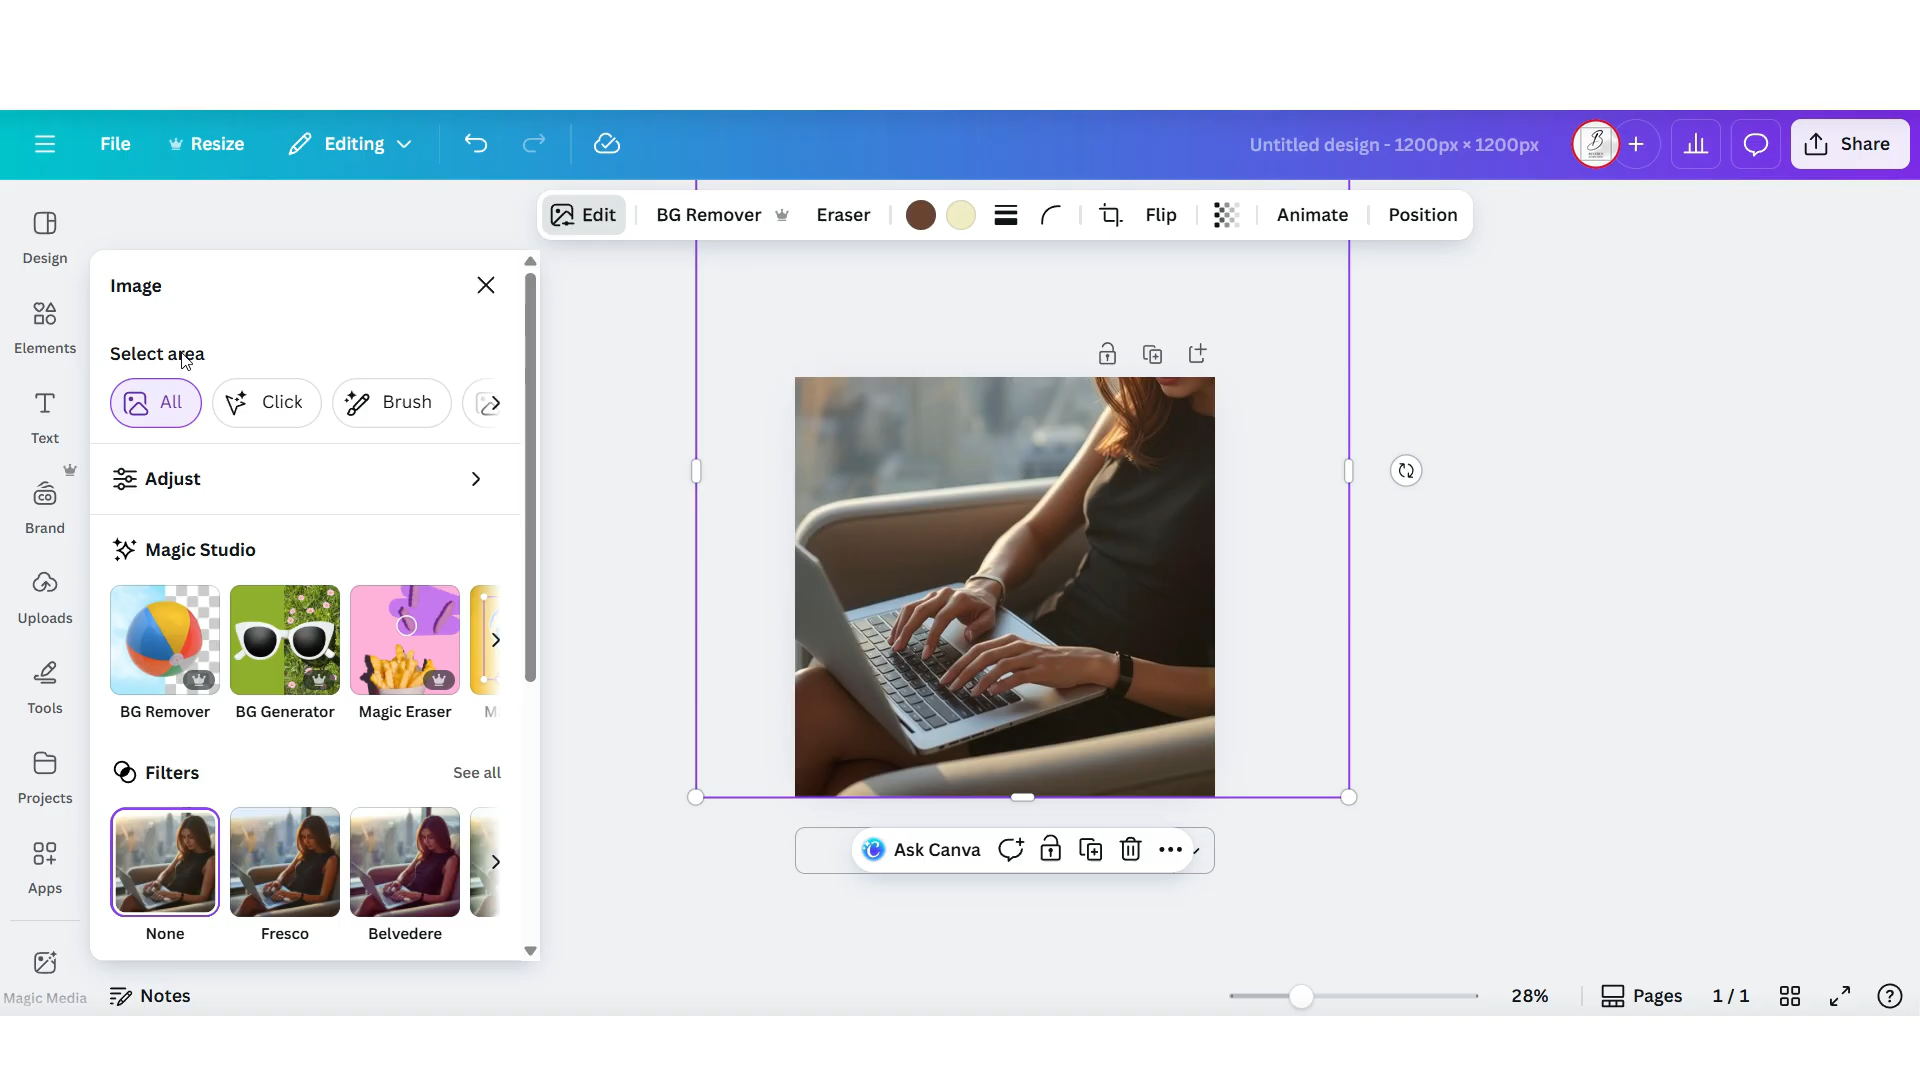 File
Resize
Editing
Untitled design - 1200px × 1200px
B
Share
Edit
BG Remover
Eraser
Flip
Animate
Position
Design
Elements
Text
Brand
Uploads
Tools
Projects
Apps
Magic Media
Image
Select area
All
Click
Brush
Adjust
Magic Studio
BG Remover
BG Generator
Magic Eraser
Filters
See all
None
Fresco
Belvedere
Ask Canva
Notes
28%
Pages
1 / 1